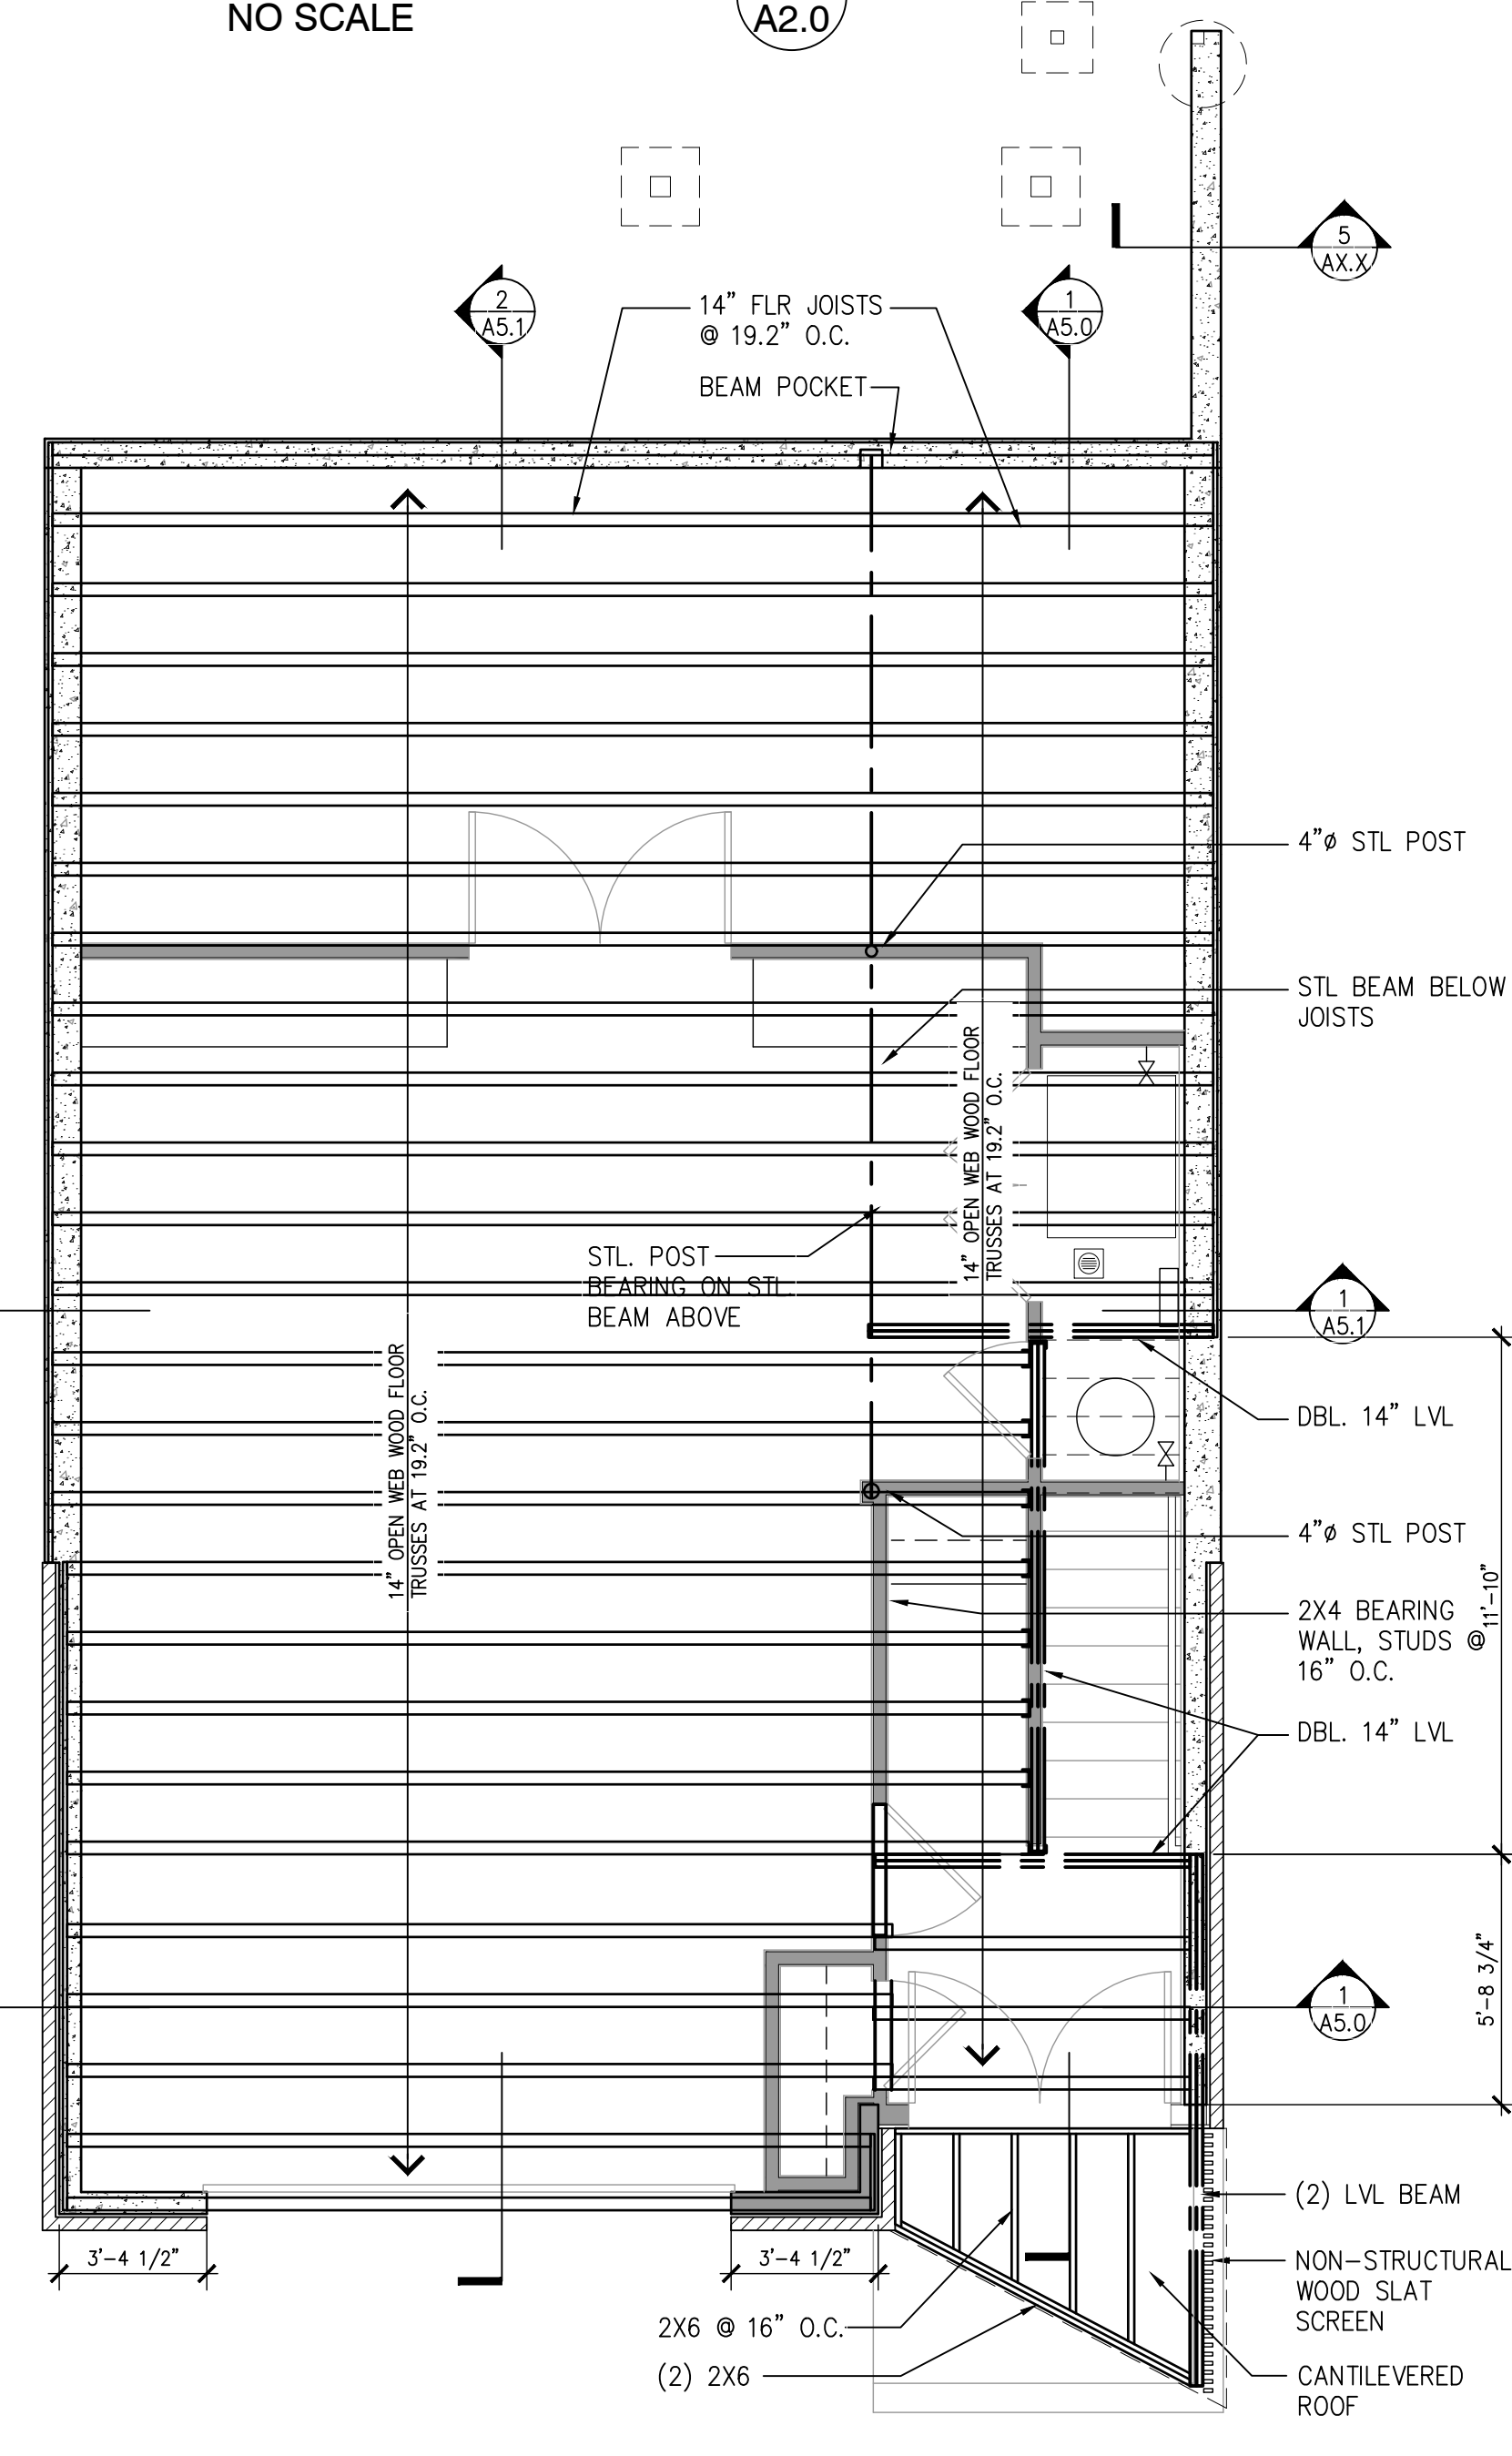 NO SCALE
A2.0
5
AX.X
2
A5.1
14” FLR JOISTS
@ 19.2” O.C.
1
A5.0
BEAM POCKET
4”ø STL POST
STL BEAM BELOW
JOISTS
14” OPEN WEB WOOD FLOOR
TRUSSES AT 19.2” O.C.
STL. POST
BEARING ON STL
BEAM ABOVE
1
A5.1
14” OPEN WEB WOOD FLOOR
TRUSSES AT 19.2” O.C.
DBL. 14” LVL
4”ø STL POST
2X4 BEARING
WALL, STUDS @
16” O.C.
11’-10”
DBL. 14” LVL
1
A5.0
5’-8 3/4”
(2) LVL BEAM
3’-4 1/2”
3’-4 1/2”
NON-STRUCTURAL
WOOD SLAT
SCREEN
2X6 @ 16” O.C.
(2) 2X6
CANTILEVERED
ROOF